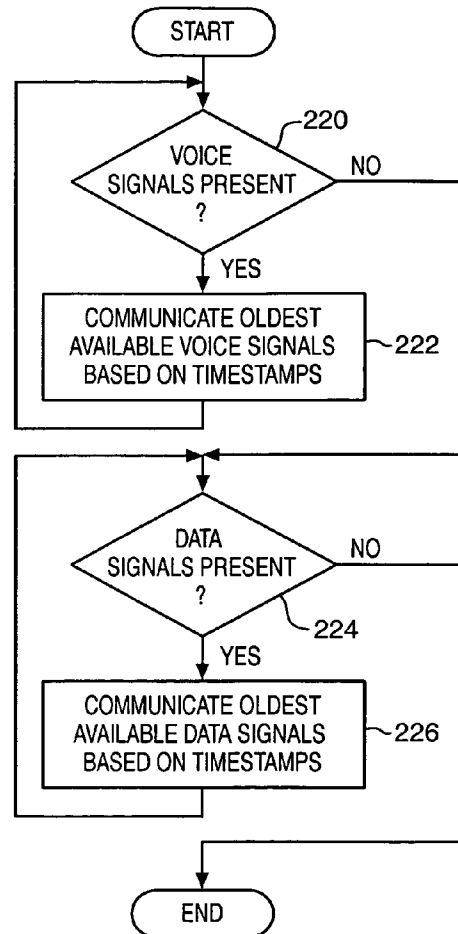 START
220
VOICE
SIGNALS PRESENT
?
NO
YES
COMMUNICATE OLDEST
AVAILABLE VOICE SIGNALS
BASED ON TIMESTAMPS
222
DATA
SIGNALS PRESENT
?
NO
224
YES
COMMUNICATE OLDEST
AVAILABLE DATA SIGNALS
BASED ON TIMESTAMPS
226
END